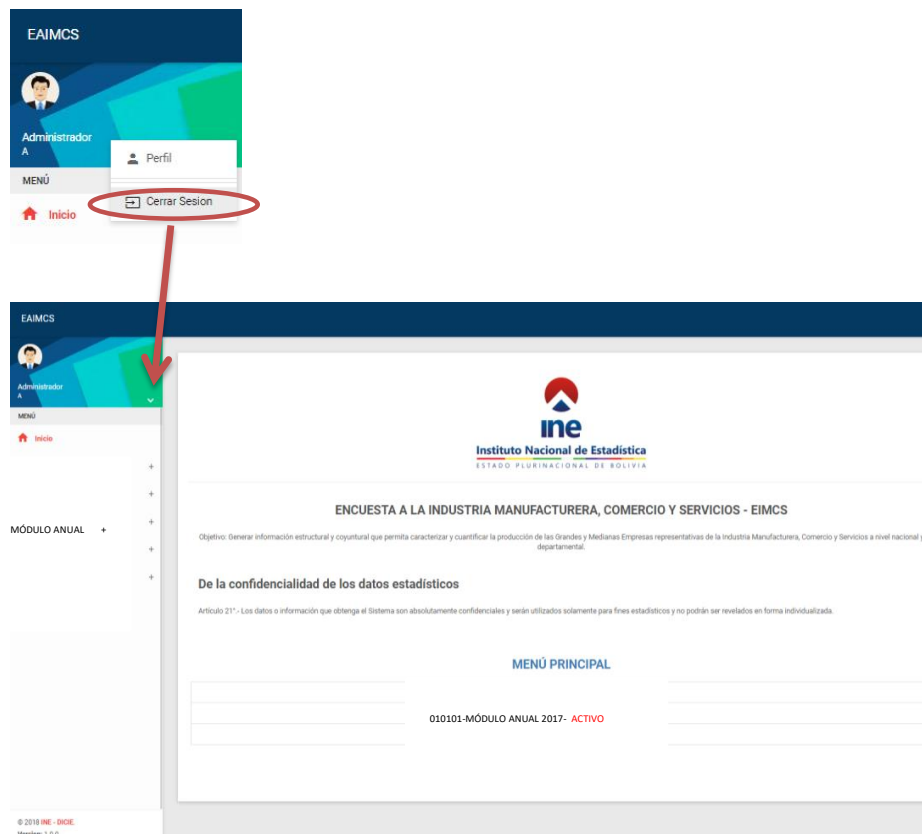 EAIMCS
Administrador
A
Perfil
MENÚ
Cerrar Sesion
Inicio
EAIMCS
Administrador
A
MENÚ
Inicio
+
+
MÓDULO ANUAL +
+
+
+
ine
Instituto Nacional de Estadística
ESTADO PLURINACIONAL DE BOLIVIA
ENCUESTA A LA INDUSTRIA MANUFACTURERA, COMERCIO Y SERVICIOS - EIMCS
Objetivo: Generar información estructural y coyuntural que permita caracterizar y cuantificar la producción de las Grandes y Medianas Empresas representativas de la Industria Manufacturera, Comercio y Servicios a nivel nacional y
departamental.
De la confidencialidad de los datos estadísticos
Artículo 21°.- Los datos o información que obtenga el Sistema son absolutamente confidenciales y serán utilizados solamente para fines estadísticos y no podrán ser revelados en forma individualizada.
MENÚ PRINCIPAL
010101-MÓDULO ANUAL 2017- ACTIVO
© 2018 INE - DICIE.
Version: 1.0.0